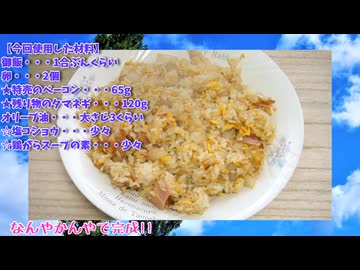 【今回使用した材料】
御飯・・・1合ぶんくらい
卵・・・2個
★特売のベーコン・・・65g
★残り物のタマネギ・・・120g
オリーブ油・・・大さじ3くらい
☆塩コショウ・・・少々
☆鶏がらスープの素・・・少々
なんやかんやで完成!!